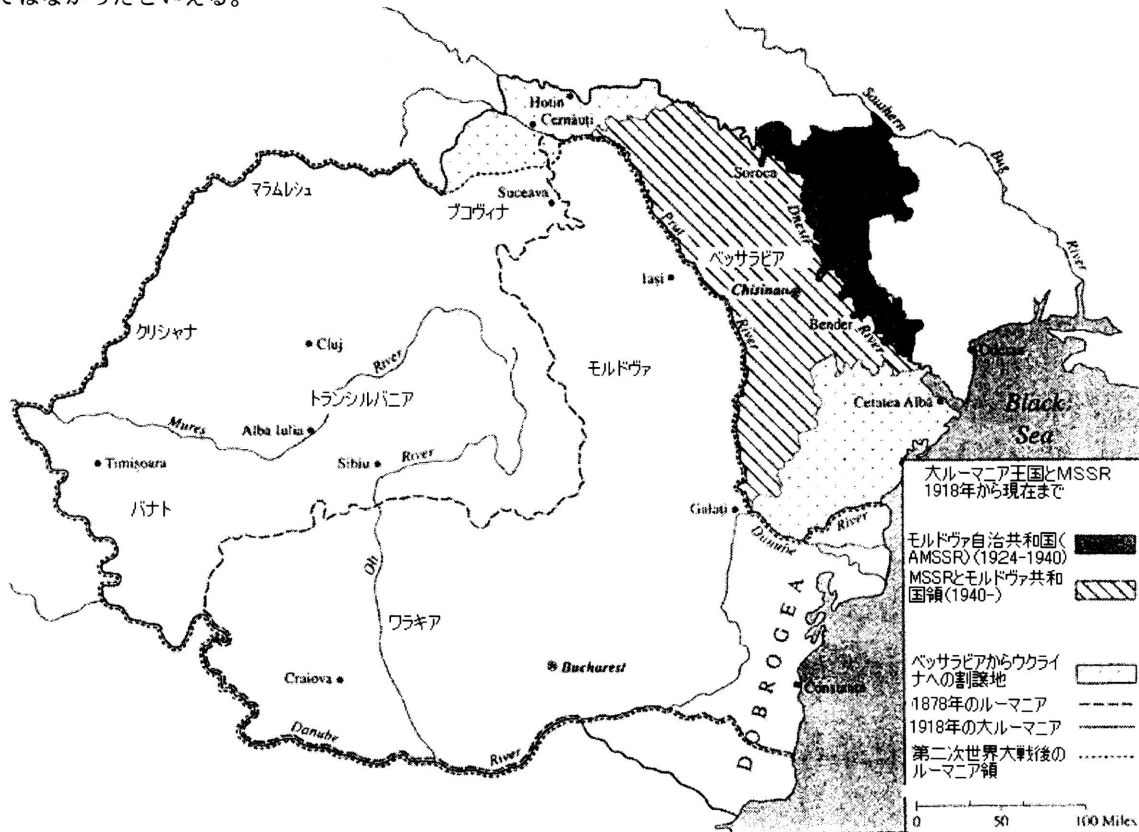 ではなかったといえる。
Southern
Bug
River
Hotin
Cernăuți
Soroca
マラムレシュ
Suceava
ブコヴィナ
Prut
Dnestr
ベッサラビア
Iași
Chisinau
クリシャナ
Bender
River
River
Cluj
River
モルドヴァ
Odessa
トランシルバニア
Cetatea Albă
Black
Sea
Mures
Alba Iulia
Timișoara
Sibiu
River
バナト
Galați
Danube
River
Olt
ワラキア
Bucharest
Craiova
DOBROGEA
Constanța
Danube
River
大ルーマニア王国とMSSR
1918年から現在まで
モルドヴァ自治共和国(
AMSSR)(1924-1940)
MSSRとモルドヴァ共和
国領(1940-)
ベッサラビアからウクライ
ナへの割譲地
1878年のルーマニア
1918年の大ルーマニア
第二次世界大戦後の
ルーマニア領
0 50 100 Miles